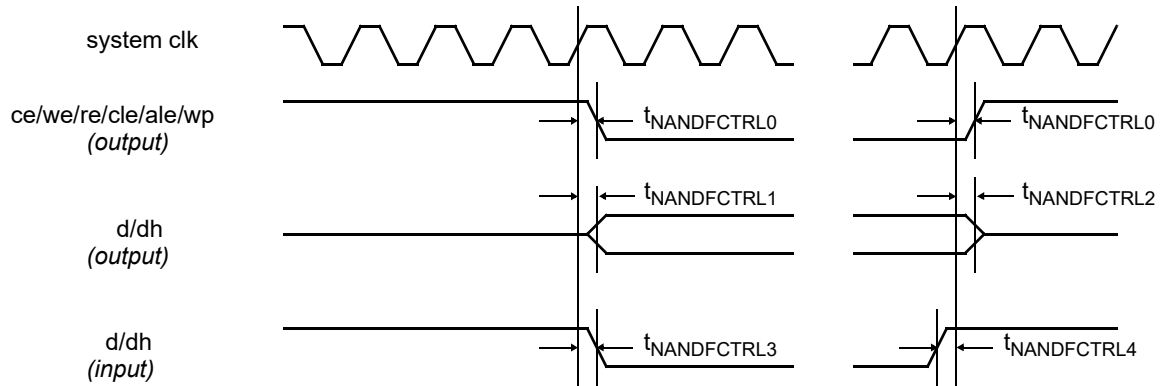 system clk
ce/we/re/cle/ale/wp
(output)
tNANDFCTRL0
tNANDFCTRL0
tNANDFCTRL1
tNANDFCTRL2
d/dh
(output)
d/dh
(input)
tNANDFCTRL3
tNANDFCTRL4